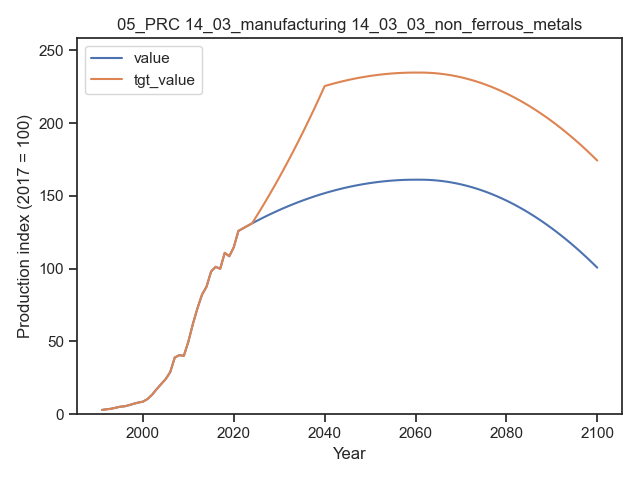 05_PRC 14_03_manufacturing 14_03_03_non_ferrous_metals
value
tgt_value
Production index (2017 = 100)
250
200
150
100
50
0
2000 2020 2040 2060 2080 2100
Year